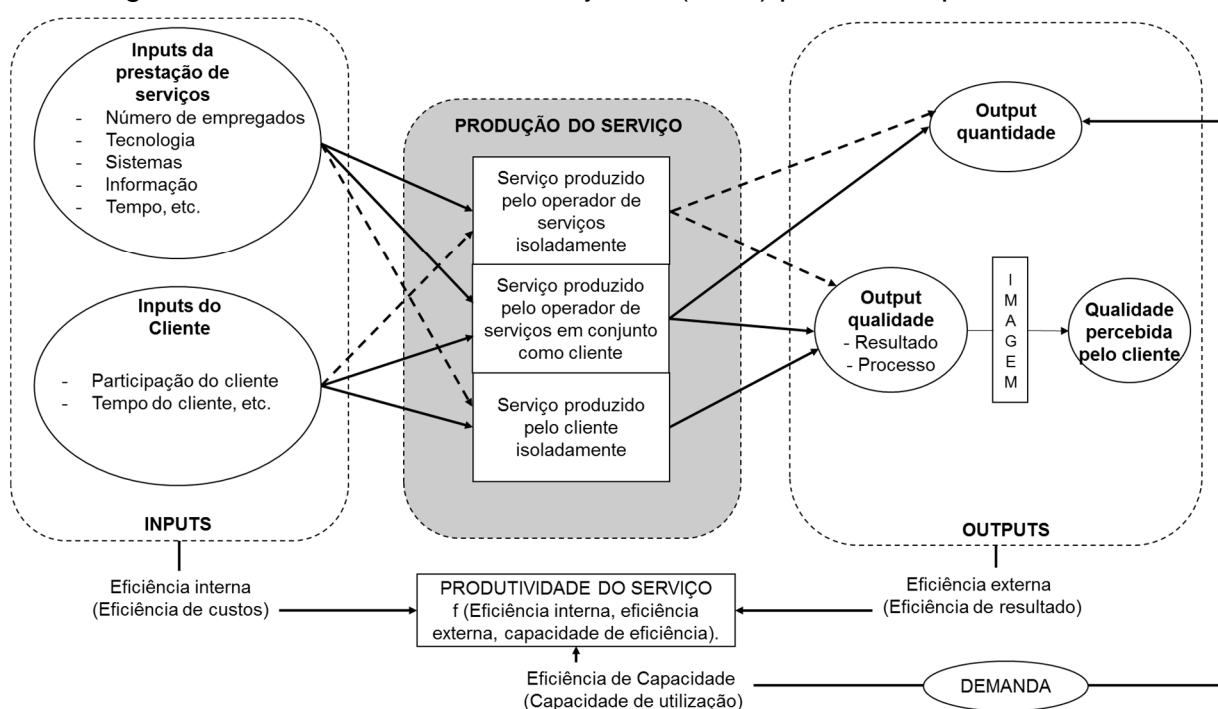 Inputs da
prestação de
serviços
- Número de empregados
- Tecnologia
- Sistemas
- Informação
- Tempo, etc.
Inputs do
Cliente
- Participação do cliente
- Tempo do cliente, etc.
INPUTS
PRODUÇÃO DO SERVIÇO
Serviço produzido
pelo operador de
serviços
isoladamente
Serviço produzido
pelo operador de
serviços em conjunto
como cliente
Serviço produzido
pelo cliente
isoladamente
Output
quantidade
Output
qualidade
- Resultado
- Processo
I
M
A
G
E
M
Qualidade
percebida
pelo cliente
OUTPUTS
Eficiência interna
(Eficiência de custos)
PRODUTIVIDADE DO SERVIÇO
f (Eficiência interna, eficiência
externa, capacidade de eficiência).
Eficiência externa
(Eficiência de resultado)
Eficiência de Capacidade
(Capacidade de utilização)
DEMANDA